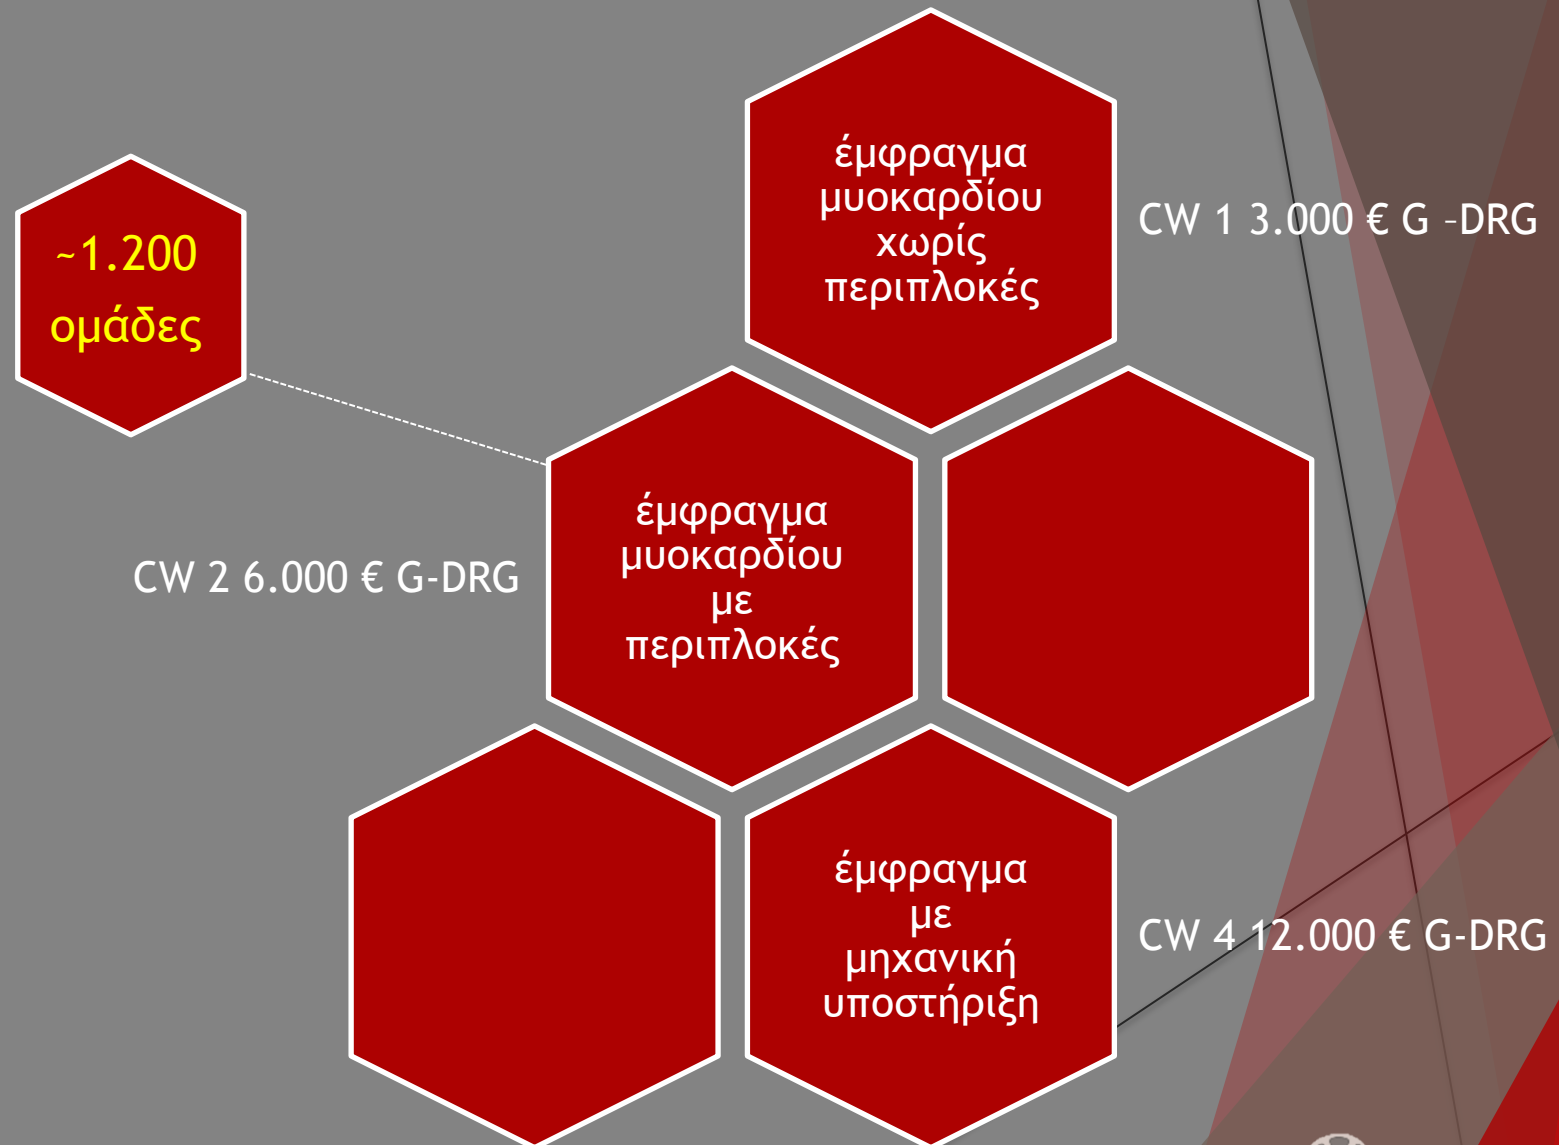 ~1.200
ομάδες
έμφραγμα
μυοκαρδίου
χωρίς
περιπλοκές
CW 1 3.000 € G –DRG
CW 2 6.000 € G-DRG
έμφραγμα
μυοκαρδίου
με
περιπλοκές
έμφραγμα
με
μηχανική
υποστήριξη
CW 4 12.000 € G-DRG